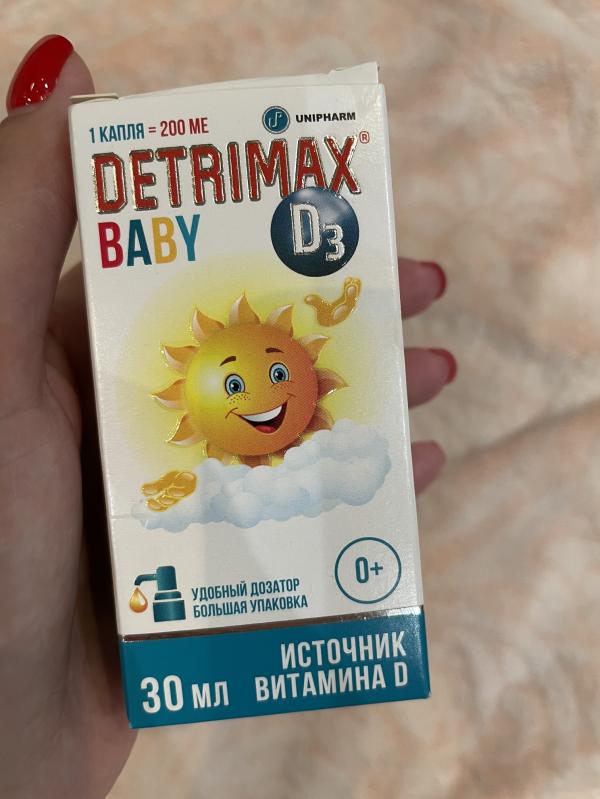 1 КАПЛЯ = 200 МЕ
UNIPHARM
DETRIMAX®
BABY
D3
0+
УДОБНЫЙ ДОЗАТОР
БОЛЬШАЯ УПАКОВКА
30 МЛ
ИСТОЧНИК
ВИТАМИНА D